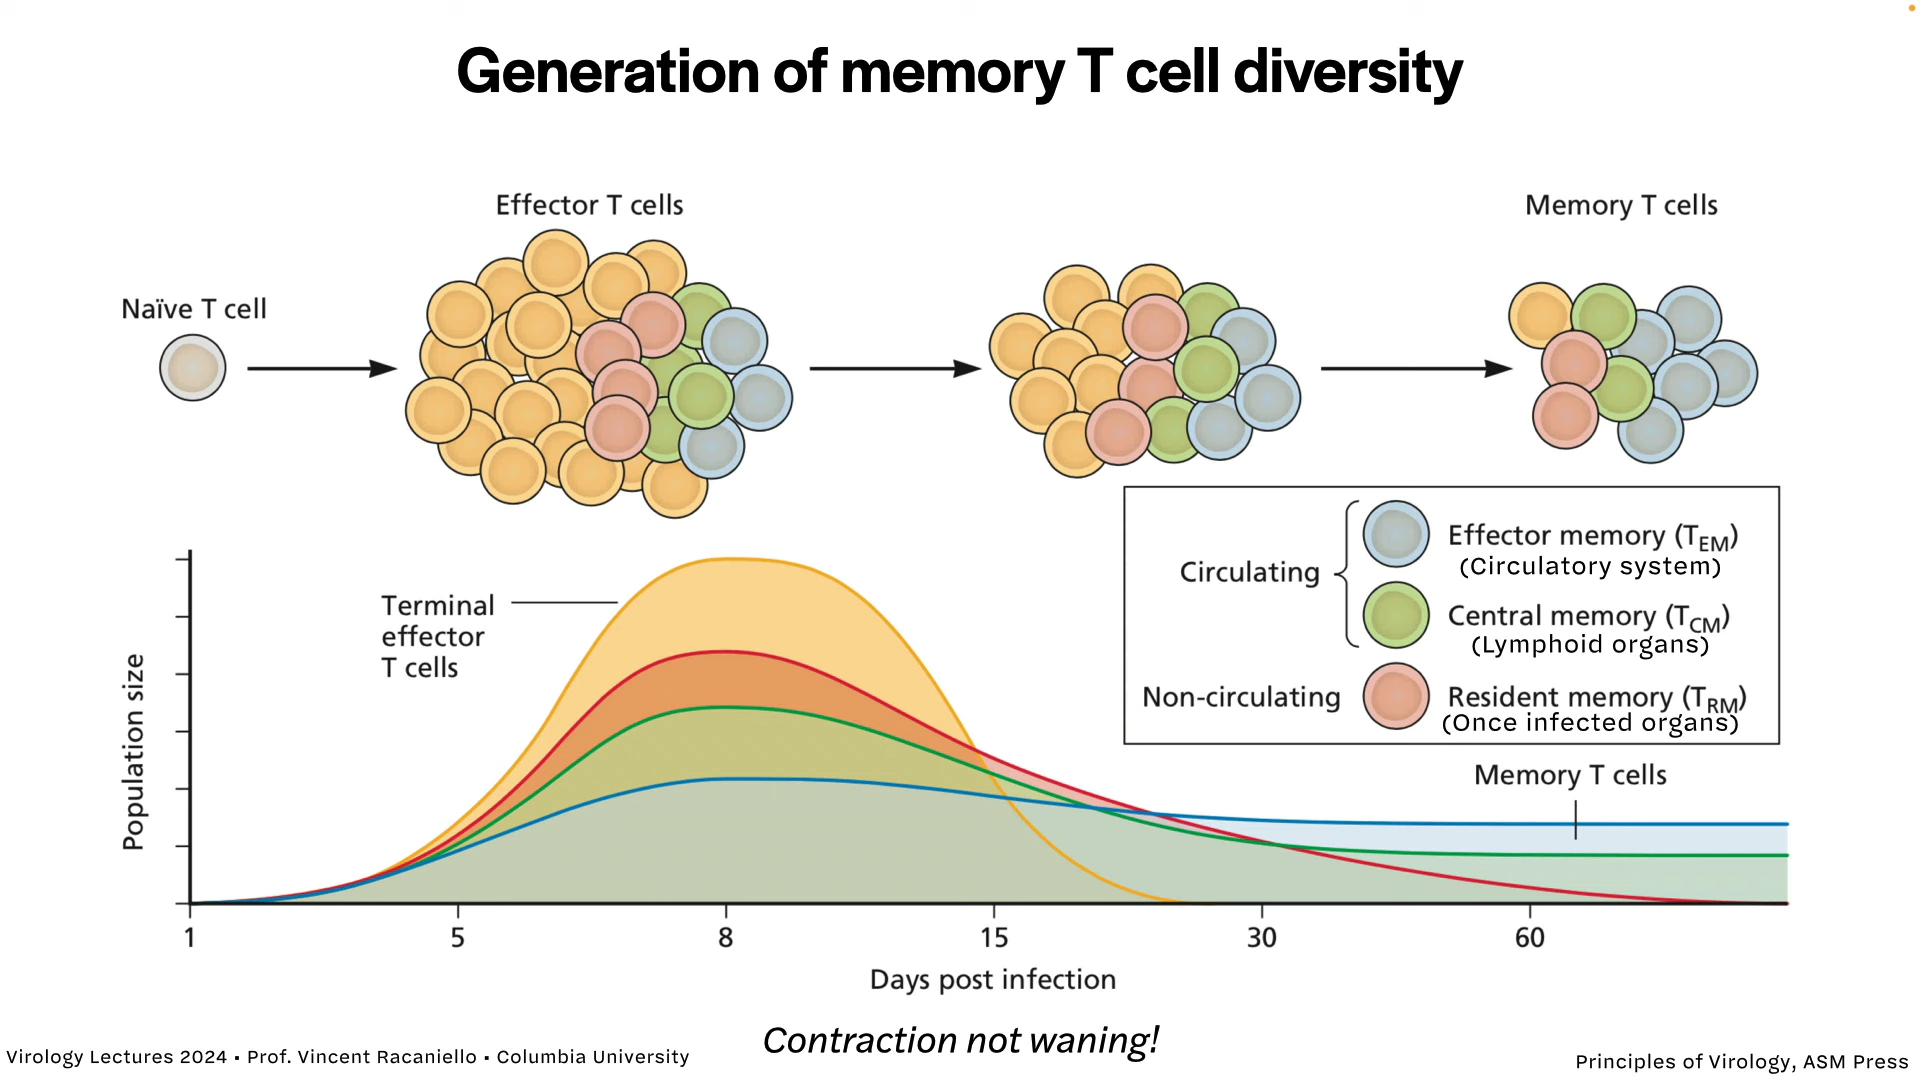 Generation of memory T cell diversity
Effector T cells
Memory T cells
Naïve T cell
Effector memory (TEM)
(Circulatory system)
Circulating
Central memory (TCM)
(Lymphoid organs)
Non-circulating
Resident memory (TRM)
(Once infected organs)
Terminal
effector
T cells
Memory T cells
Population size
1 5 8 15 30 60
Days post infection
Contraction not waning!
Virology Lectures 2024 • Prof. Vincent Racaniello • Columbia University
Principles of Virology, ASM Press